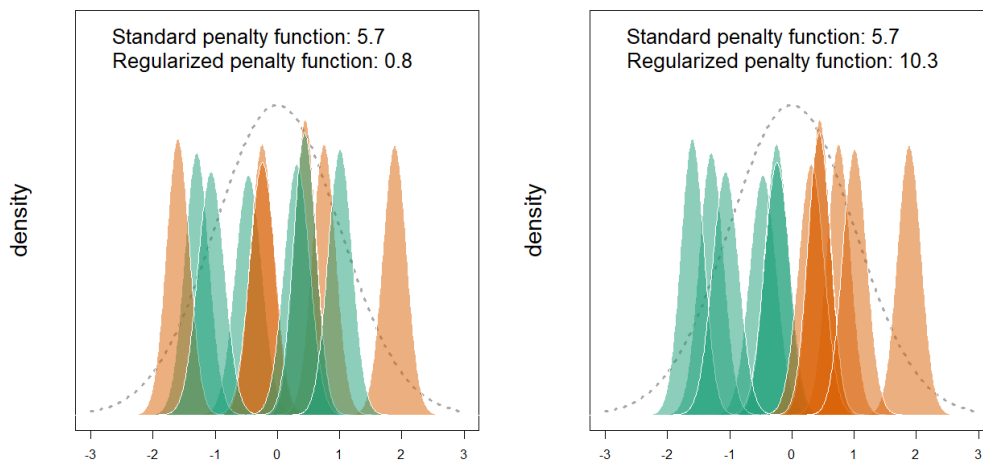 Standard penalty function: 5.7
Regularized penalty function: 0.8
density
-3 -2 -1 0 1 2 3
Standard penalty function: 5.7
Regularized penalty function: 10.3
density
-3 -2 -1 0 1 2 3